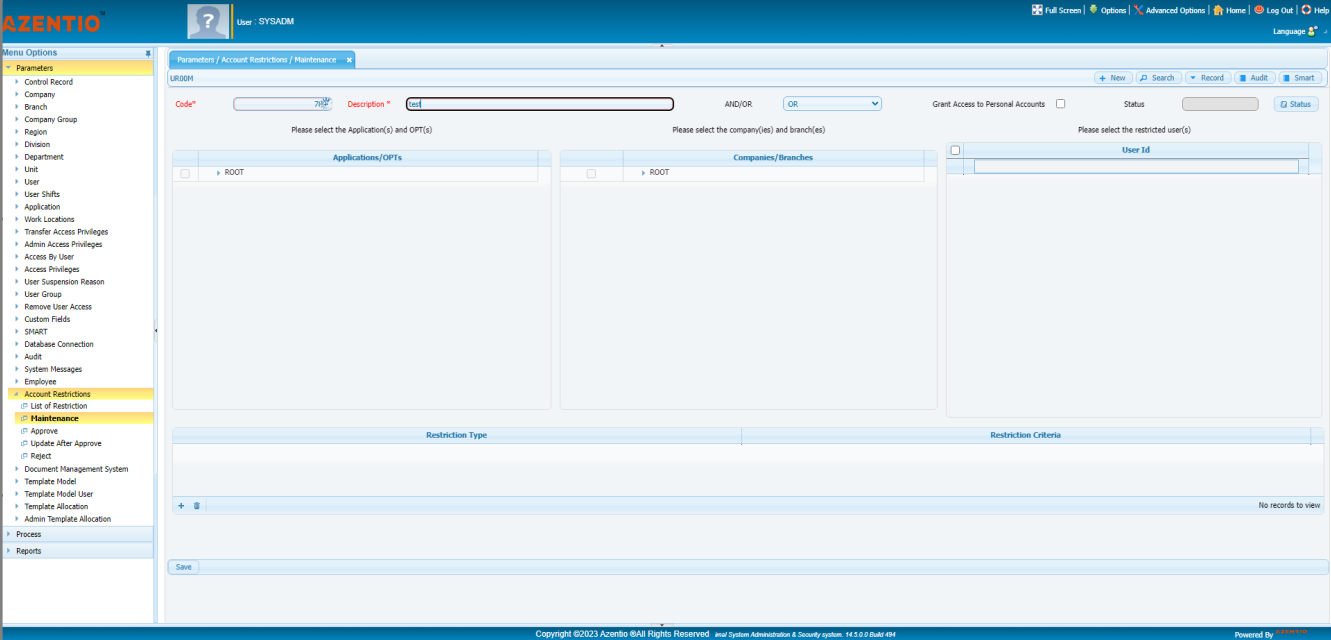 AZENTIO™
User : SYSADM
Full Screen | Options | Advanced Options | Home | Log Out | Help
Language
Menu Options
Parameters
Control Record
Company
Branch
Company Group
Region
Division
Department
Unit
User
User Shifts
Application
Work Locations
Transfer Access Privileges
Admin Access Privileges
Access By User
Access Privileges
User Suspension Reason
User Group
Remove User Access
Custom Fields
SMART
Database Connection
Audit
System Messages
Employee
Account Restrictions
List of Restriction
Maintenance
Approve
Update After Approve
Reject
Document Management System
Template Model
Template Model User
Template Allocation
Admin Template Allocation
Process
Reports
Parameters / Account Restrictions / Maintenance
UR00M
New Search Record Audit Smart
Code* Description * test AND/OR OR Grant Access to Personal Accounts Status Status
Please select the Application(s) and OPT(s) Please select the company(ies) and branch(es) Please select the restricted user(s)
Applications/OPTs
ROOT
Companies/Branches
ROOT
User Id
Restriction Type Restriction Criteria
No records to view
Save
Copyright ©2023 Azentio ®All Rights Reserved imal System Administration & Security system. 14.5.0.0 Build 494
Powered By AZENTIO